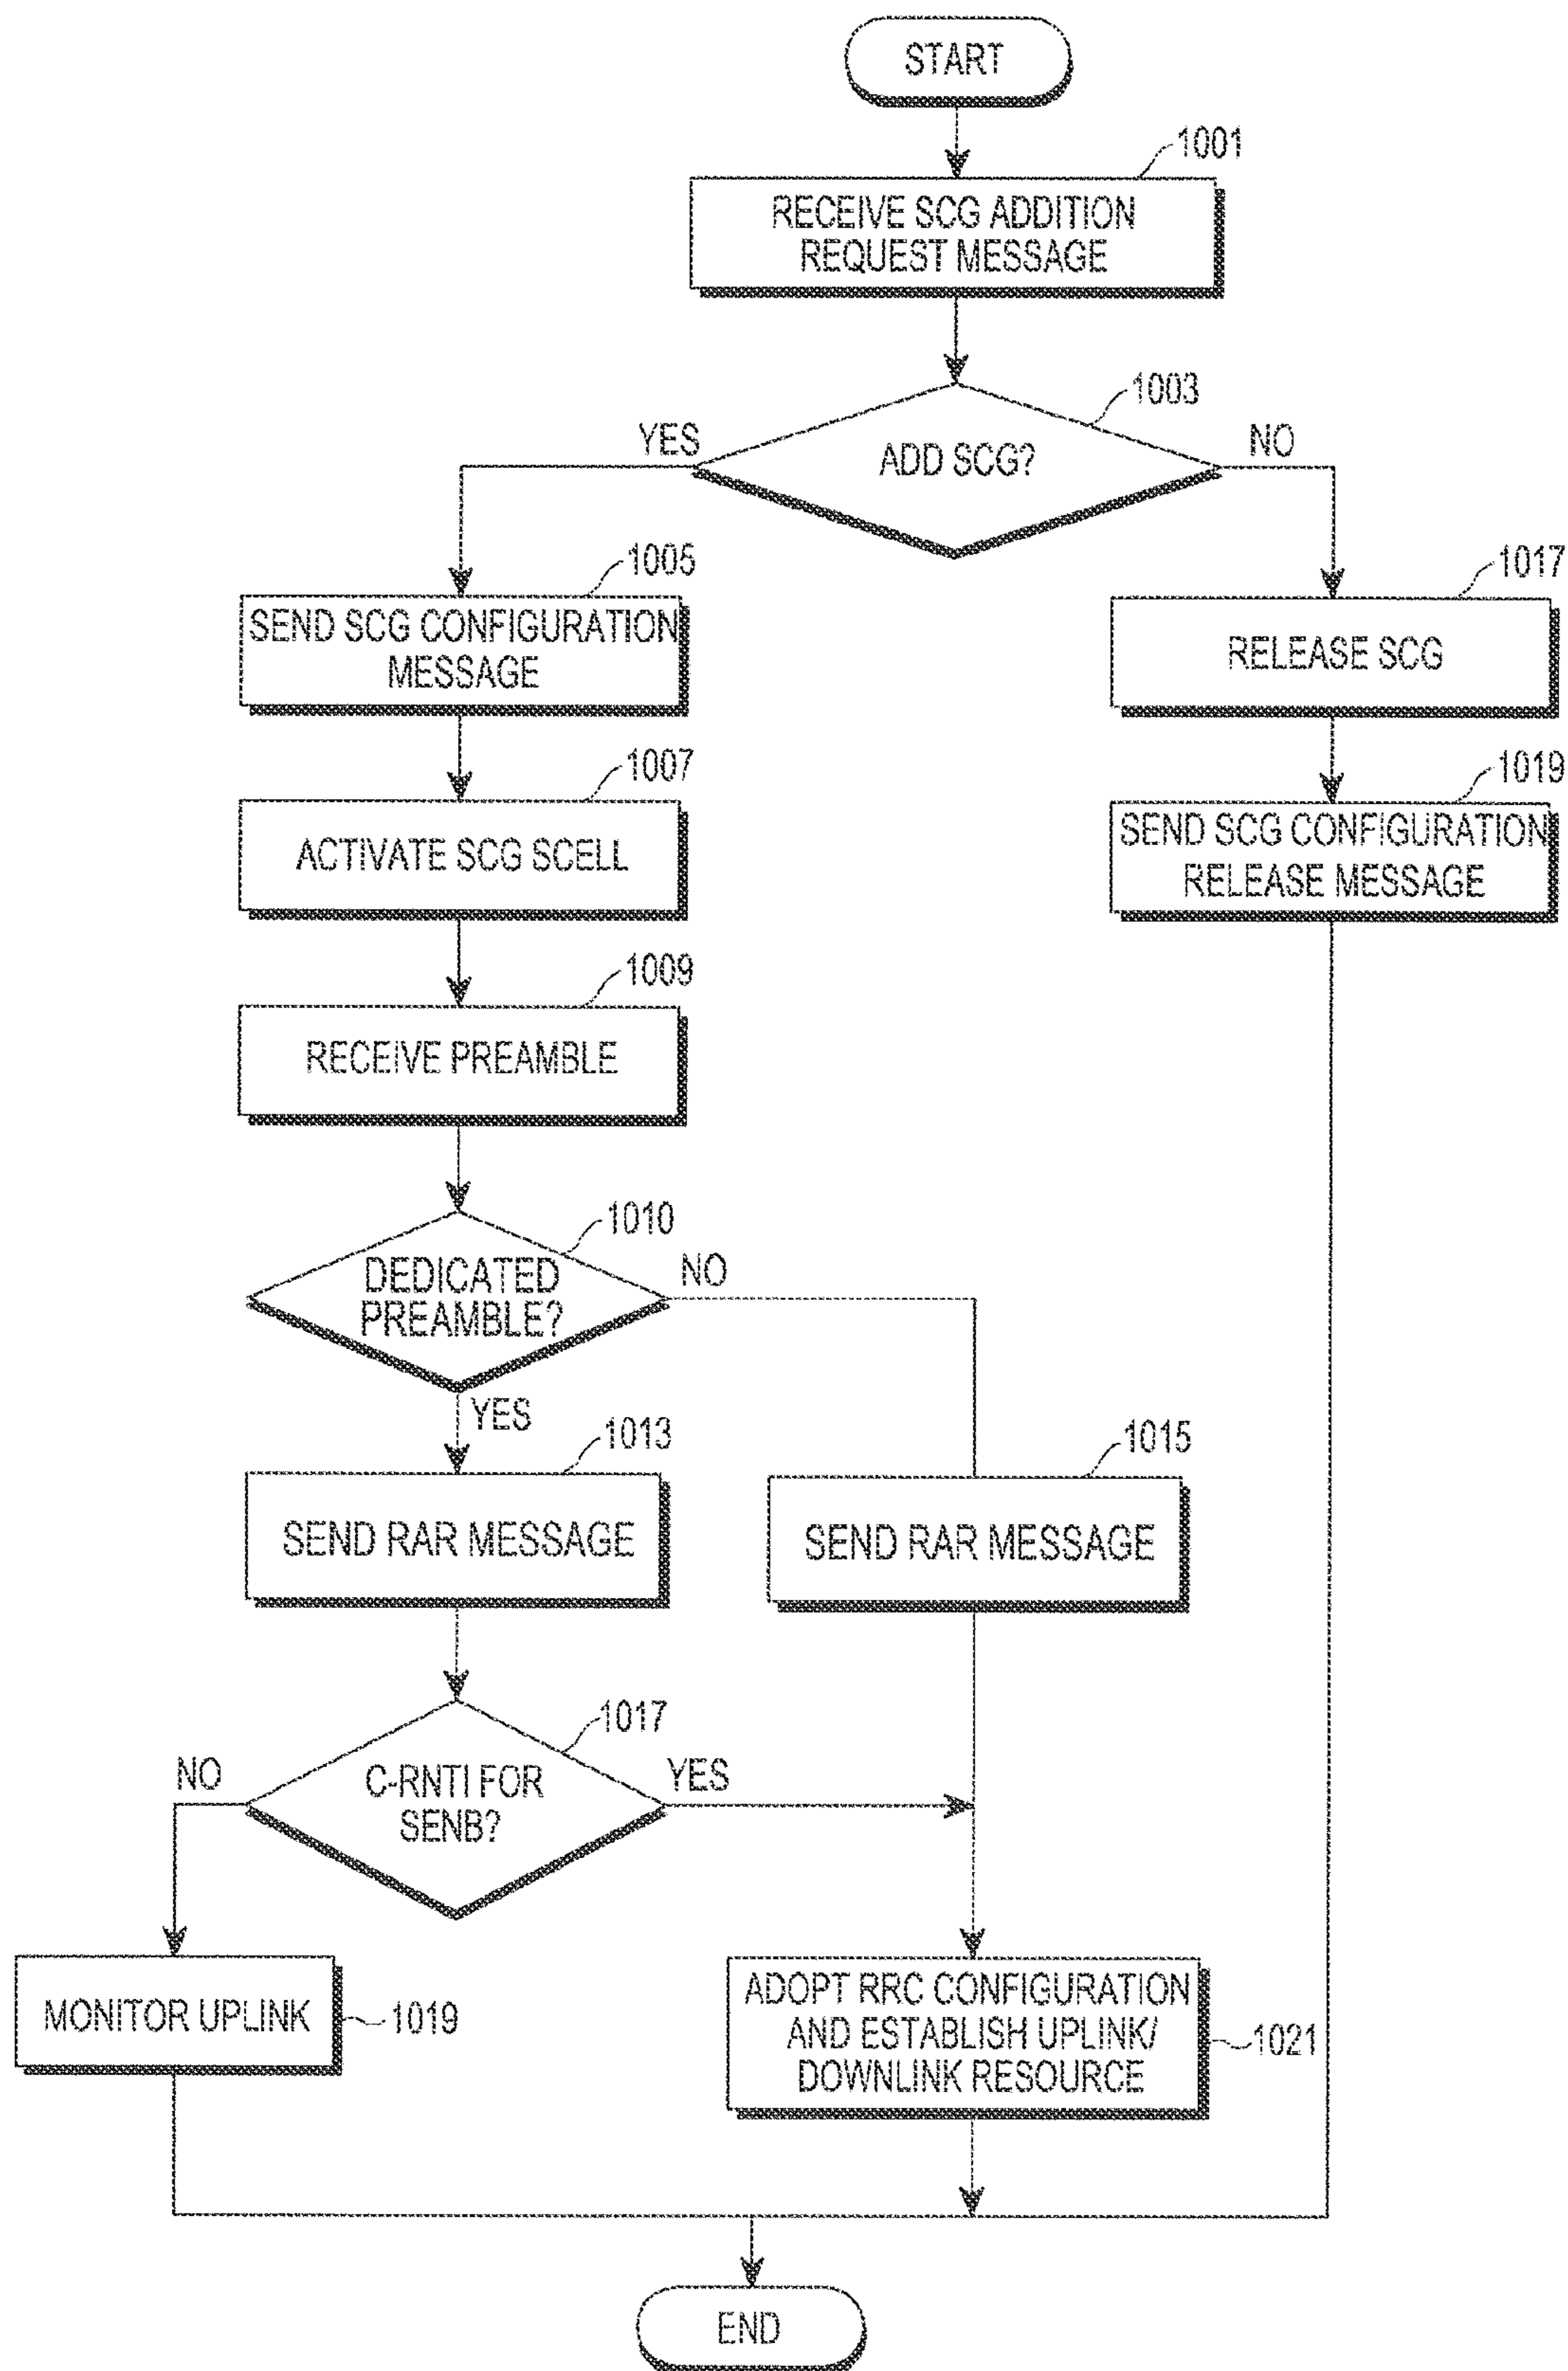 START
1001
RECEIVE SCG ADDITION
REQUEST MESSAGE
1003
YES
ADD SCG?
NO
1005
SEND SCG CONFIGURATION
MESSAGE
1017
RELEASE SCG
1007
ACTIVATE SCG SCELL
1019
SEND SCG CONFIGURATION
RELEASE MESSAGE
1009
RECEIVE PREAMBLE
1010
DEDICATED
PREAMBLE?
NO
YES
1013
SEND RAR MESSAGE
1015
SEND RAR MESSAGE
1017
NO
C-RNTI FOR
SENB?
YES
MONITOR UPLINK
1019
ADOPT RRC CONFIGURATION
AND ESTABLISH UPLINK/
DOWNLINK RESOURCE
1021
END